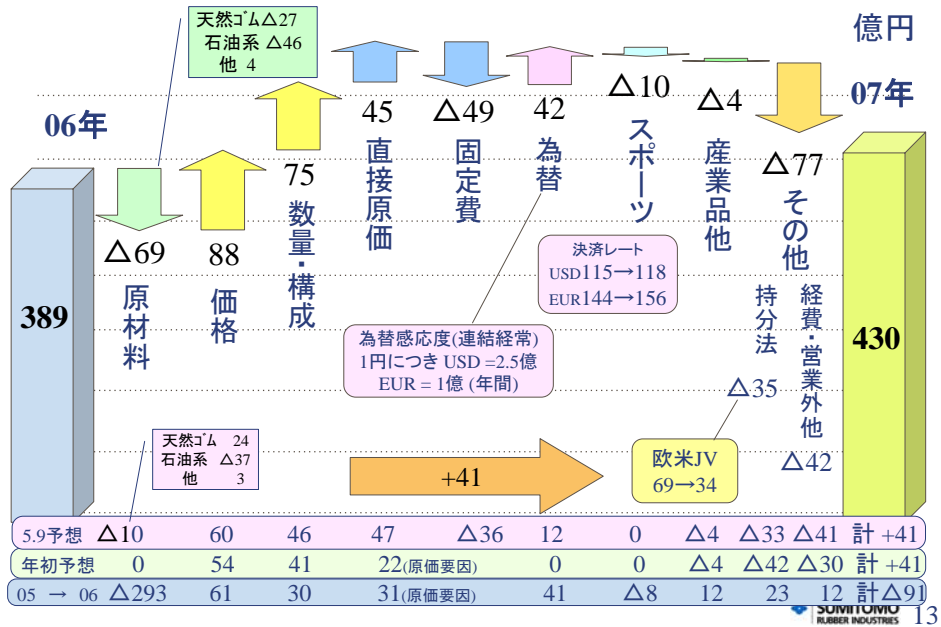 天然ゴム△27
石油系 △46
他 4
億円
06年
07年
389
△69
原材料
88
価格
75
数量・構成
45
直接原価
△49
固定費
42
為替
△10
スポーツ
△4
産業品他
△77
その他
持分法
△35
経費・営業外他
△42
430
決済レート
USD115→118
EUR144→156
為替感応度(連結経常)
1円につき USD =2.5億
EUR = 1億 (年間)
天然ゴム 24
石油系 △37
他 3
+41
欧米JV
69→34
5.9予想 △10 60 46 47 △36 12 0 △4 △33 △41 計 +41
年初予想 0 54 41 22(原価要因) 0 0 △4 △42 △30 計 +41
05 → 06 △293 61 30 31(原価要因) 41 △8 12 23 12 計△91
SUMITOMO
RUBBER INDUSTRIES
13